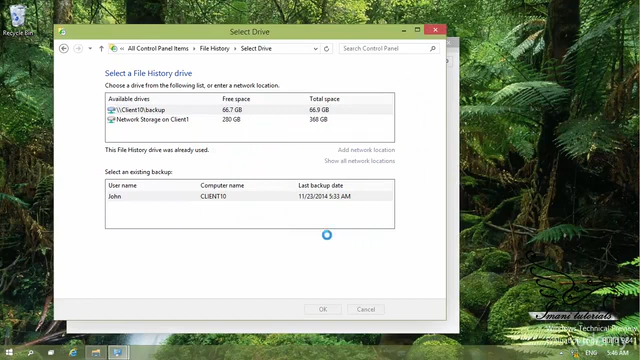 Select Drive
Recycle Bin
All Control Panel Items File History Select Drive Search Control Panel
Select a File History drive
Choose a drive from the following list, or enter a network location.
Available drives Free space Total space
\\Client10\backup 66.7 GB 66.9 GB
Network Storage on Client1 280 GB 368 GB
This File History drive was already used. Add network location
Show all network locations
Select an existing backup:
User name Computer name Last backup date
John CLIENT10 11/23/2014 5:33 AM
OK Cancel
Imani tutorials
Windows Technical Preview
Evaluation copy. Build 9841
ENG 5:46 AM